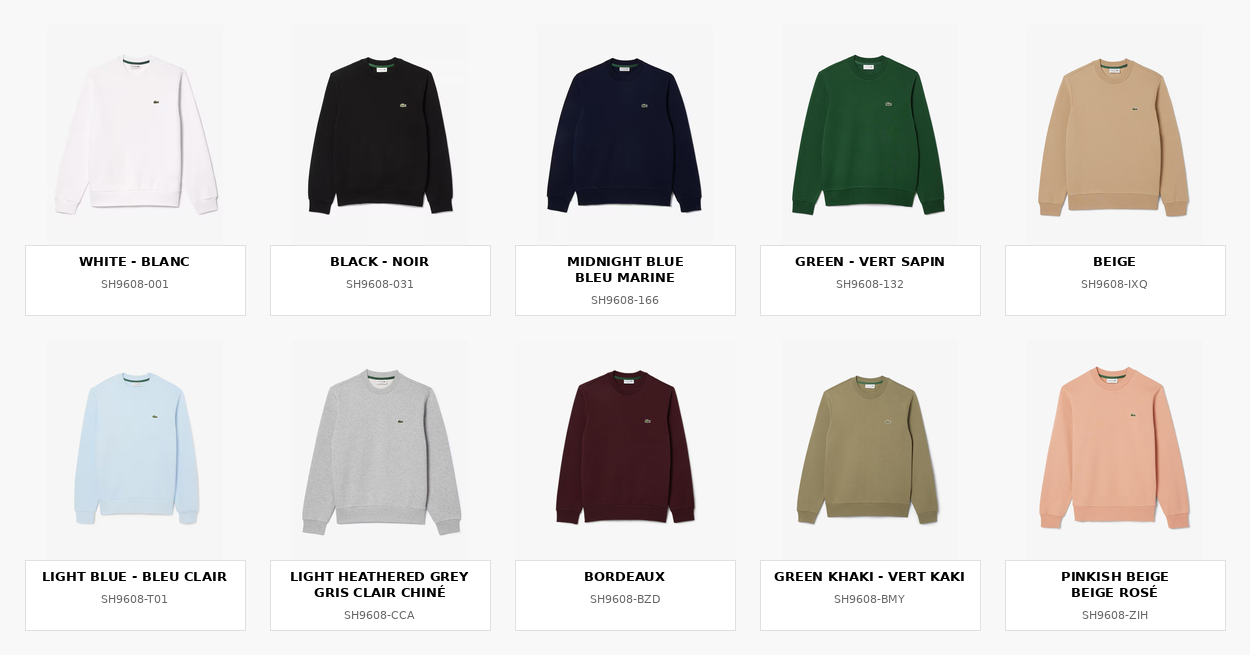 WHITE - BLANC
SH9608-001
BLACK - NOIR
SH9608-031
MIDNIGHT BLUE
BLEU MARINE
SH9608-166
GREEN - VERT SAPIN
SH9608-132
BEIGE
SH9608-IXQ
LIGHT BLUE - BLEU CLAIR
SH9608-T01
LIGHT HEATHERED GREY
GRIS CLAIR CHINÉ
SH9608-CCA
BORDEAUX
SH9608-BZD
GREEN KHAKI - VERT KAKI
SH9608-BMY
PINKISH BEIGE
BEIGE ROSÉ
SH9608-ZIH